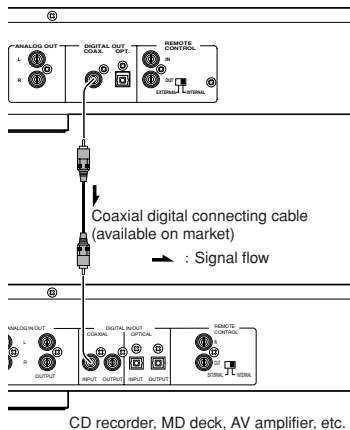 ANALOG OUT
DIGITAL OUT
COAX. OPT.
REMOTE
CONTROL
L
R
IN
OUT
EXTERNAL INTERNAL
Coaxial digital connecting cable
(available on market)
: Signal flow
ANALOG IN/OUT
DIGITAL IN/OUT
COAXIAL OPTICAL
REMOTE
CONTROL
L
R
IN
OUT
OUTPUT
INPUT OUTPUT INPUT OUTPUT
EXTERNAL INTERNAL
CD recorder, MD deck, AV amplifier, etc.